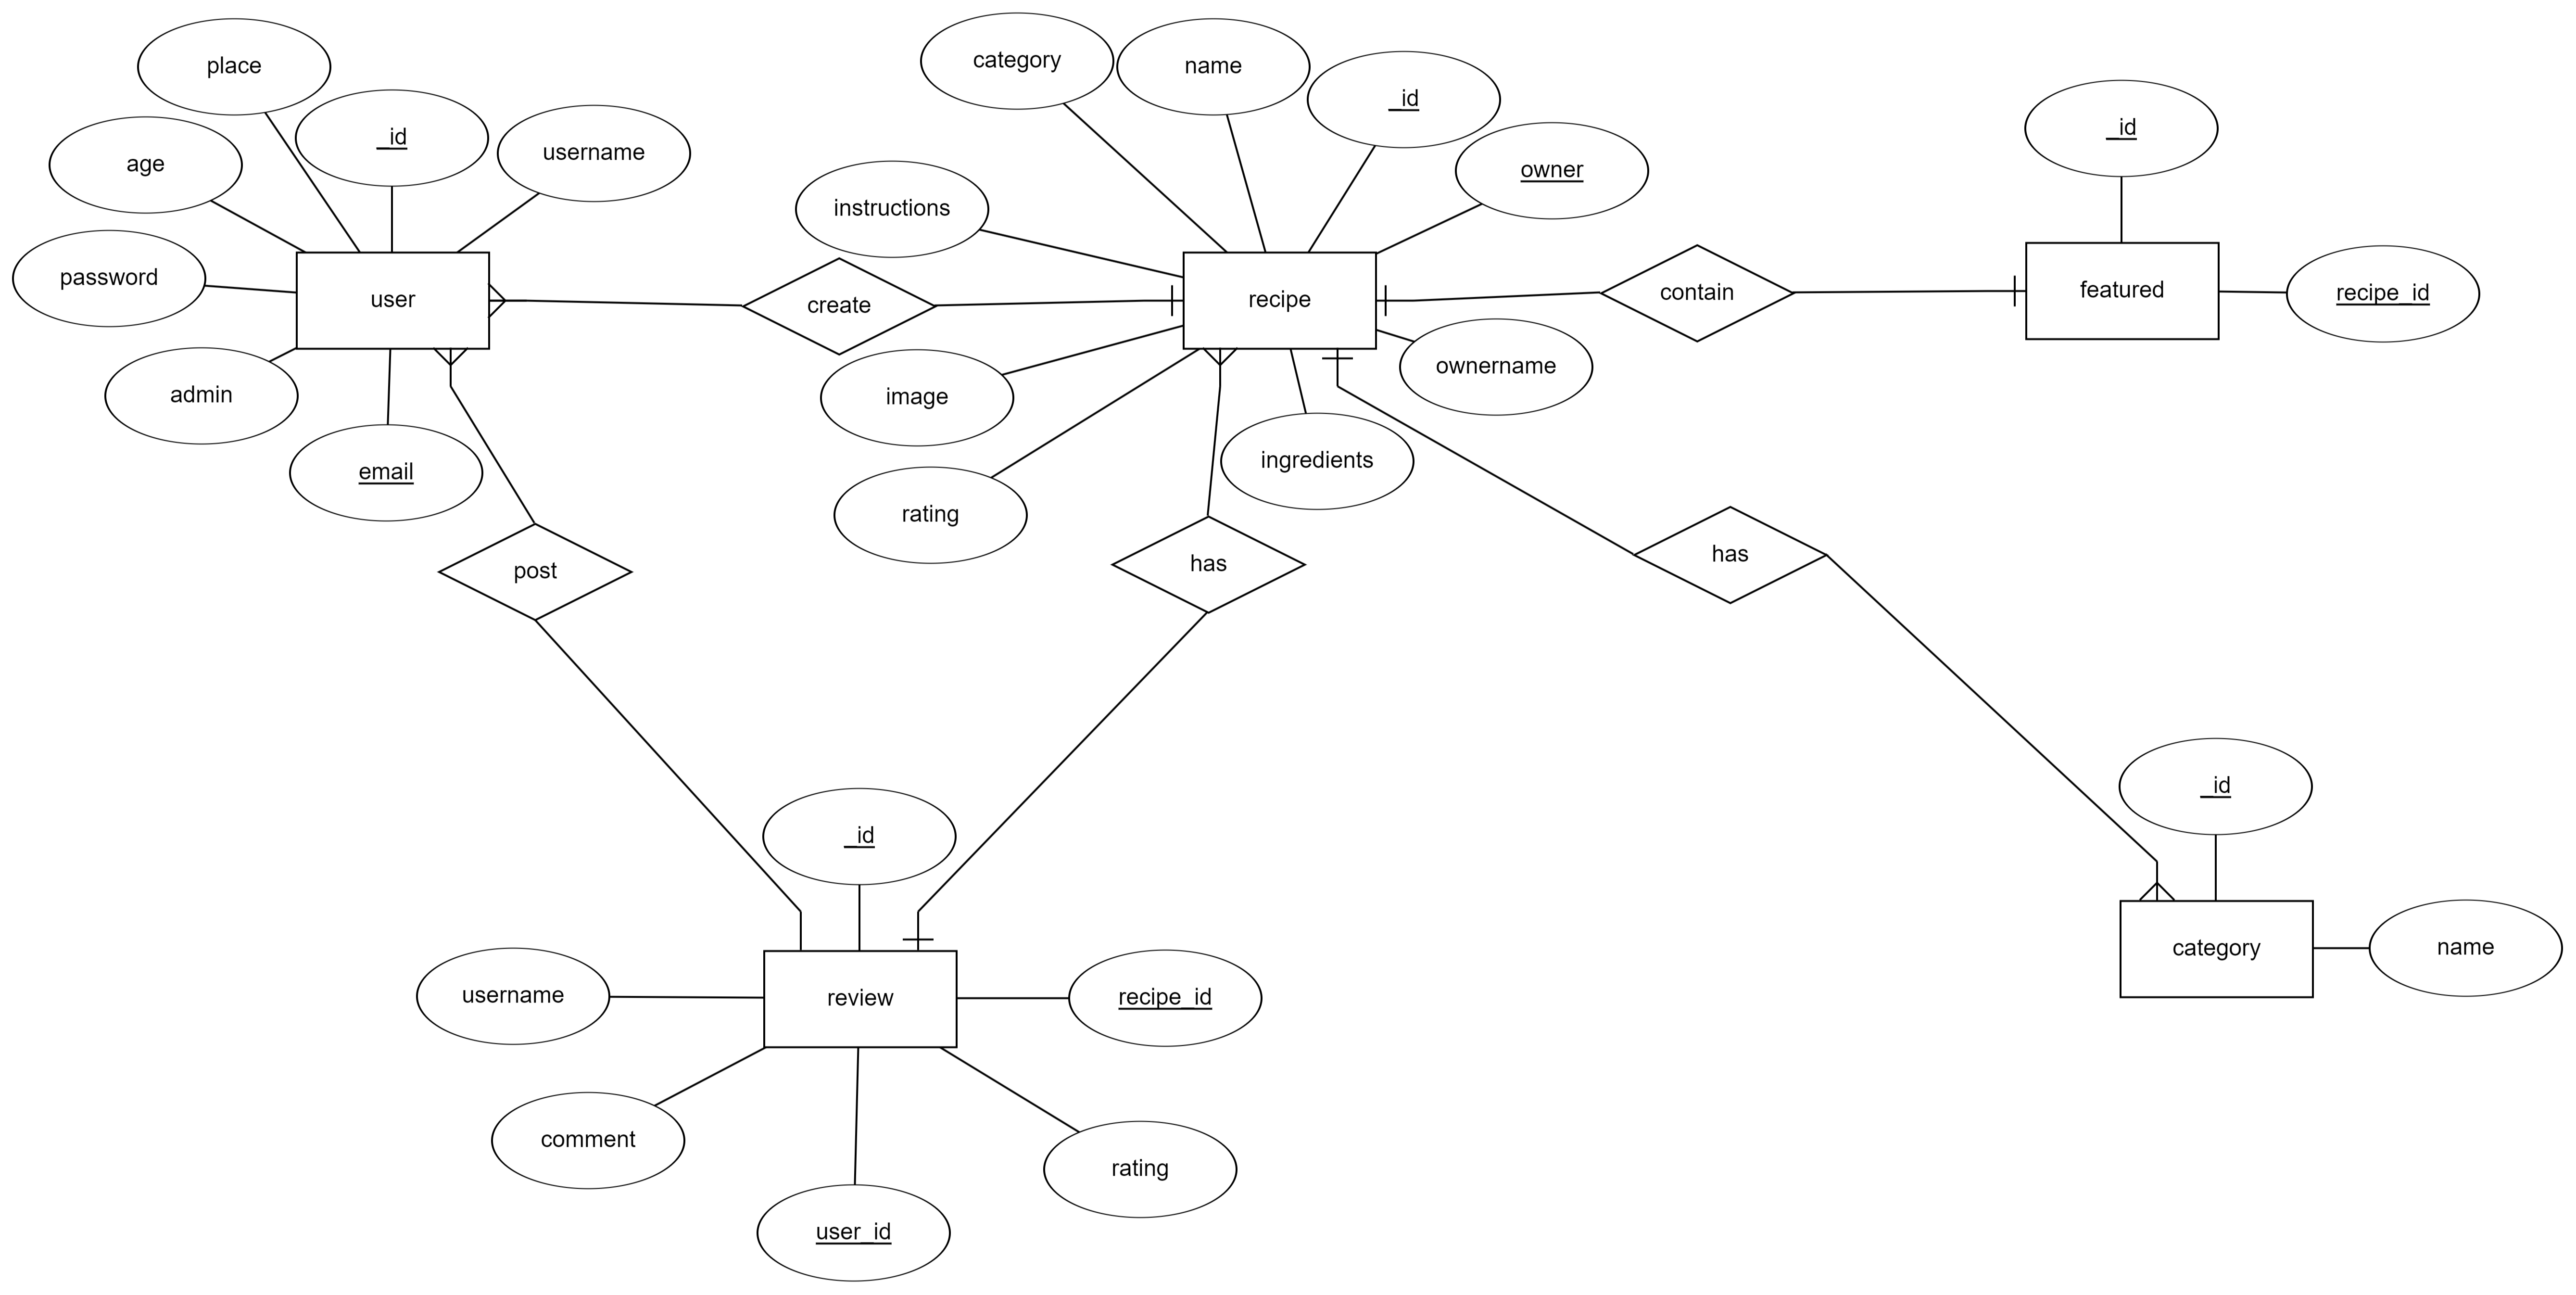 place
_id
username
age
password
user
admin
email
category
name
_id
owner
instructions
create
recipe
contain
ownername
image
ingredients
rating
_id
featured
recipe_id
post
has
has
_id
category
name
_id
username
review
recipe_id
comment
rating
user_id